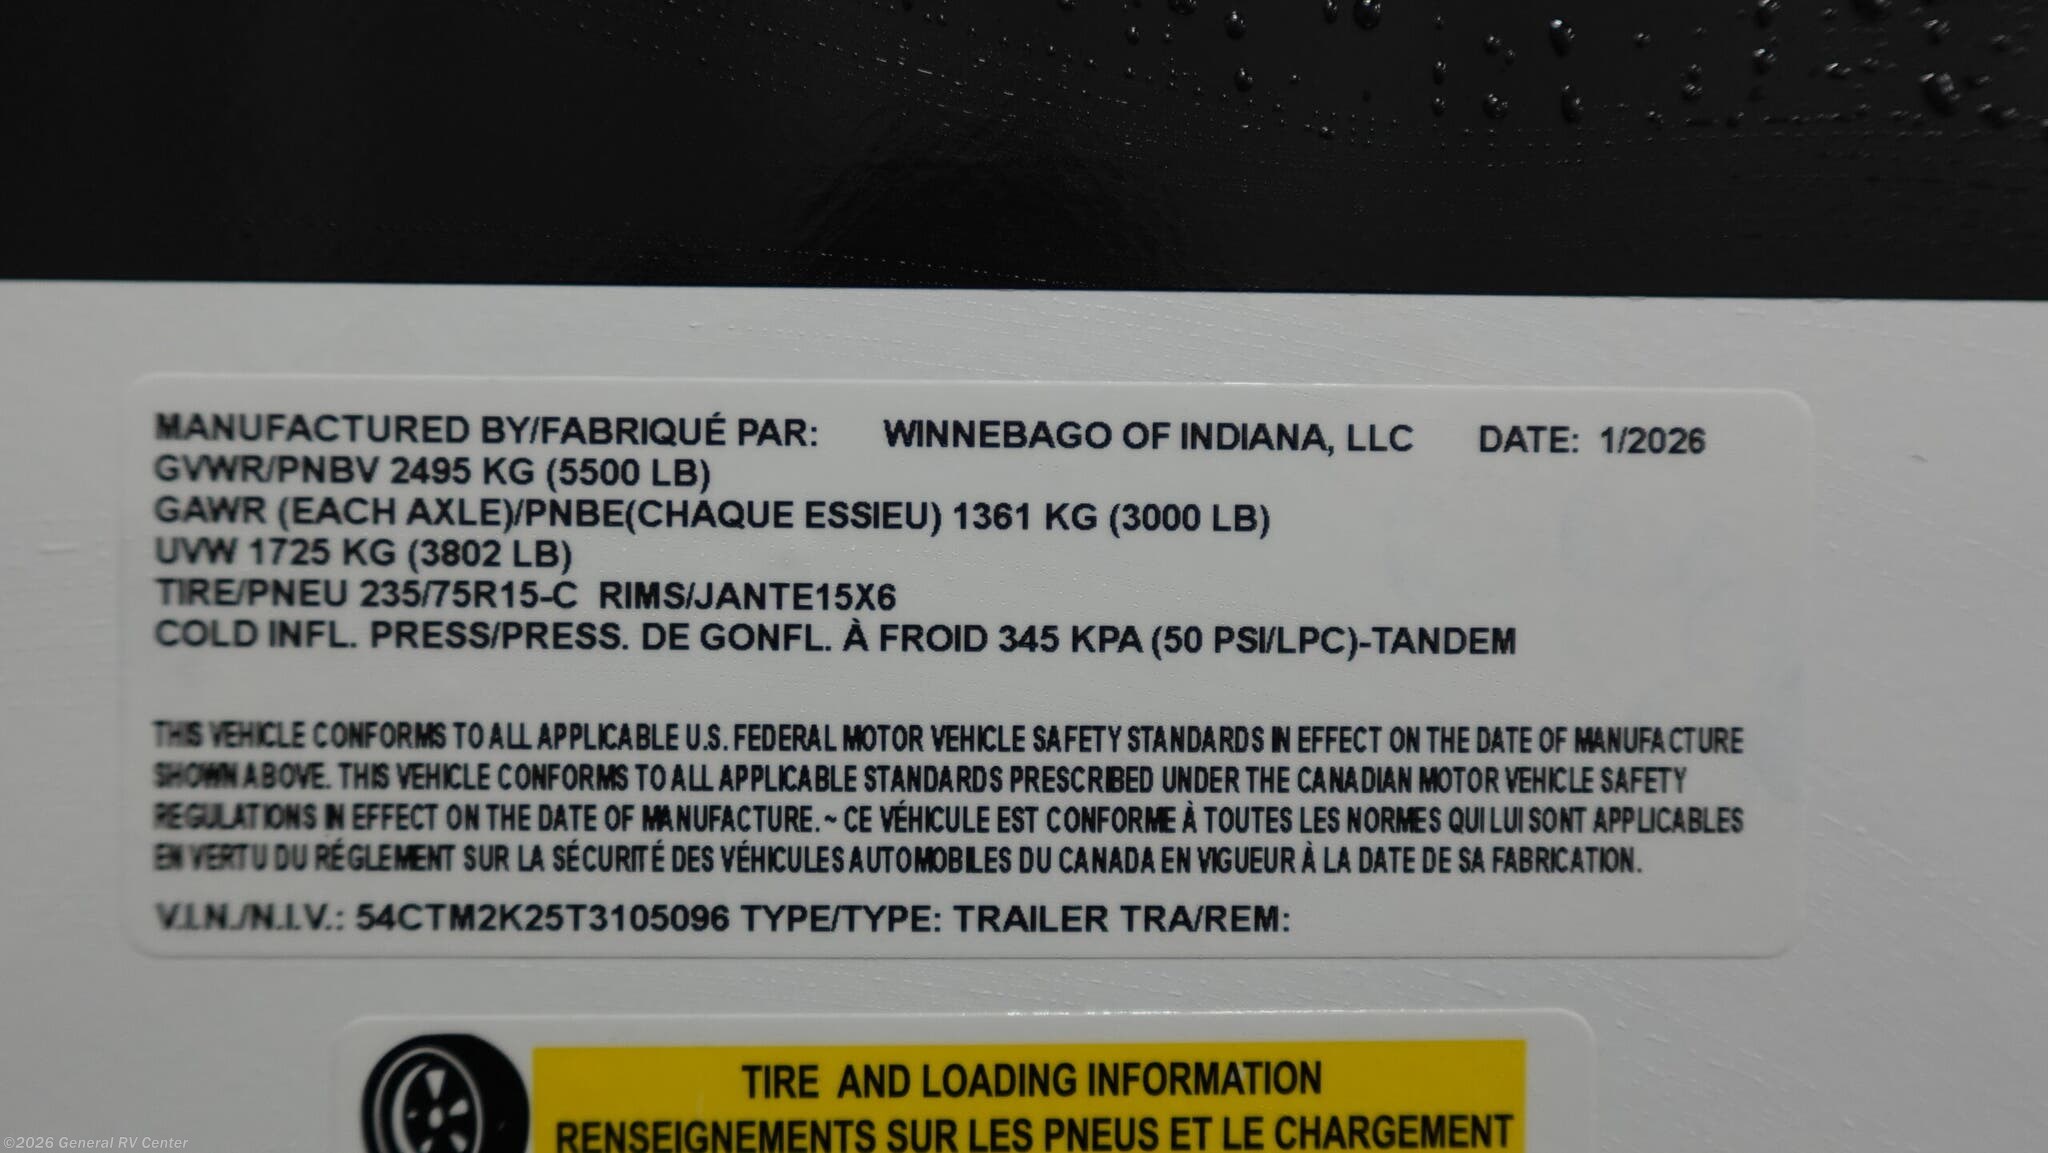 MANUFACTURED BY/FABRIQUÉ PAR: WINNEBAGO OF INDIANA, LLC DATE: 1/2026
GVWR/PNBV 2495 KG (5500 LB)
GAWR (EACH AXLE)/PNBE(CHAQUE ESSIEU) 1361 KG (3000 LB)
UVW 1725 KG (3802 LB)
TIRE/PNEU 235/75R15-C RIMS/JANTE15X6
COLD INFL. PRESS/PRESS. DE GONFL. À FROID 345 KPA (50 PSI/LPC)-TANDEM
THIS VEHICLE CONFORMS TO ALL APPLICABLE U.S. FEDERAL MOTOR VEHICLE SAFETY STANDARDS IN EFFECT ON THE DATE OF MANUFACTURE
SHOWN ABOVE. THIS VEHICLE CONFORMS TO ALL APPLICABLE STANDARDS PRESCRIBED UNDER THE CANADIAN MOTOR VEHICLE SAFETY
REGULATIONS IN EFFECT ON THE DATE OF MANUFACTURE. ~ CE VÉHICULE EST CONFORME À TOUTES LES NORMES QUI LUI SONT APPLICABLES
EN VERTU DU RÉGLEMENT SUR LA SÉCURITÉ DES VÉHICULES AUTOMOBILES DU CANADA EN VIGUEUR À LA DATE DE SA FABRICATION.
V.I.N./N.I.V.: 54CTM2K25T3105096 TYPE/TYPE: TRAILER TRA/REM:
TIRE AND LOADING INFORMATION
RENSEIGNEMENTS SUR LES PNEUS ET LE CHARGEMENT
©2026 General RV Center